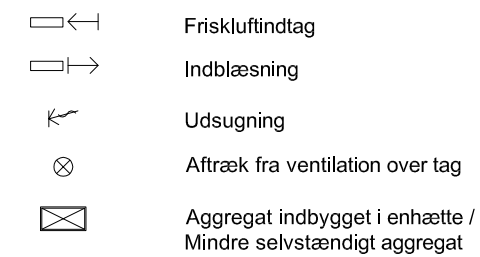 Friskluftindtag
Indblæsning
Udsugning
Aftræk fra ventilation over tag
Aggregat indbygget i enhætte /
Mindre selvstændigt aggregat